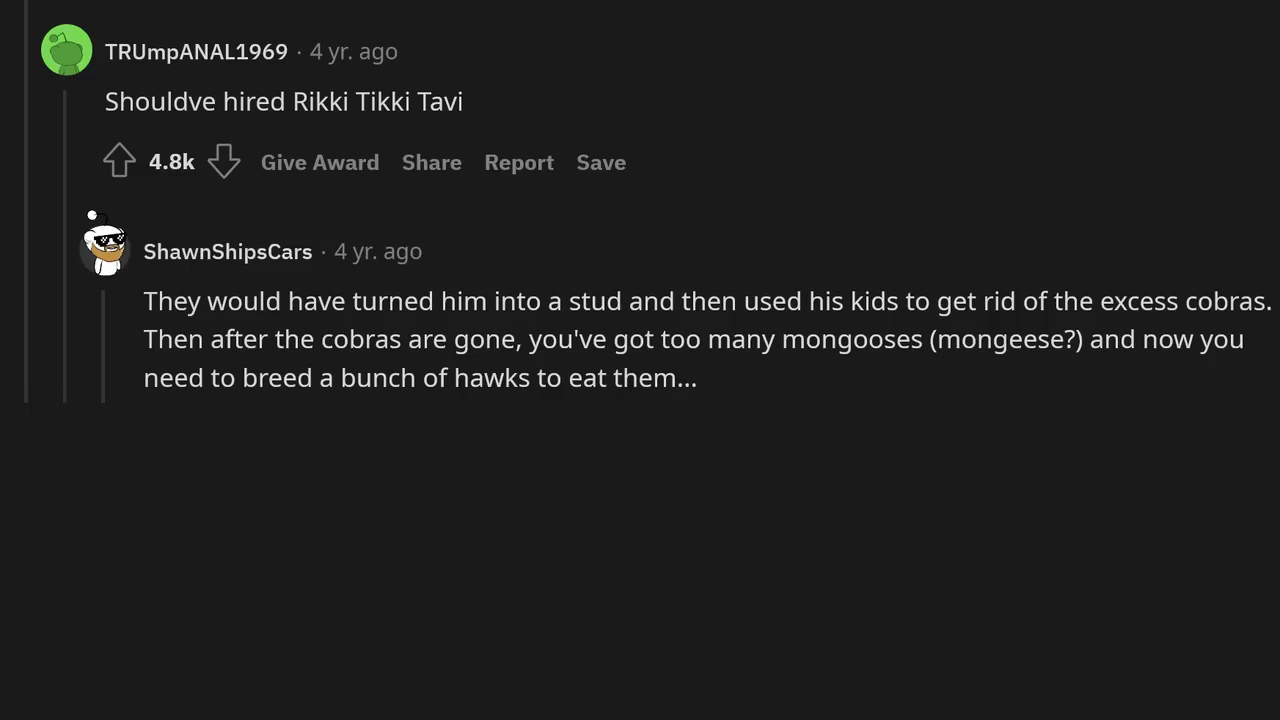 TRUmpANAL1969 · 4 yr. ago
Shouldve hired Rikki Tikki Tavi
4.8k Give Award Share Report Save
ShawnShipsCars · 4 yr. ago
They would have turned him into a stud and then used his kids to get rid of the excess cobras.
Then after the cobras are gone, you've got too many mongooses (mongeese?) and now you
need to breed a bunch of hawks to eat them...